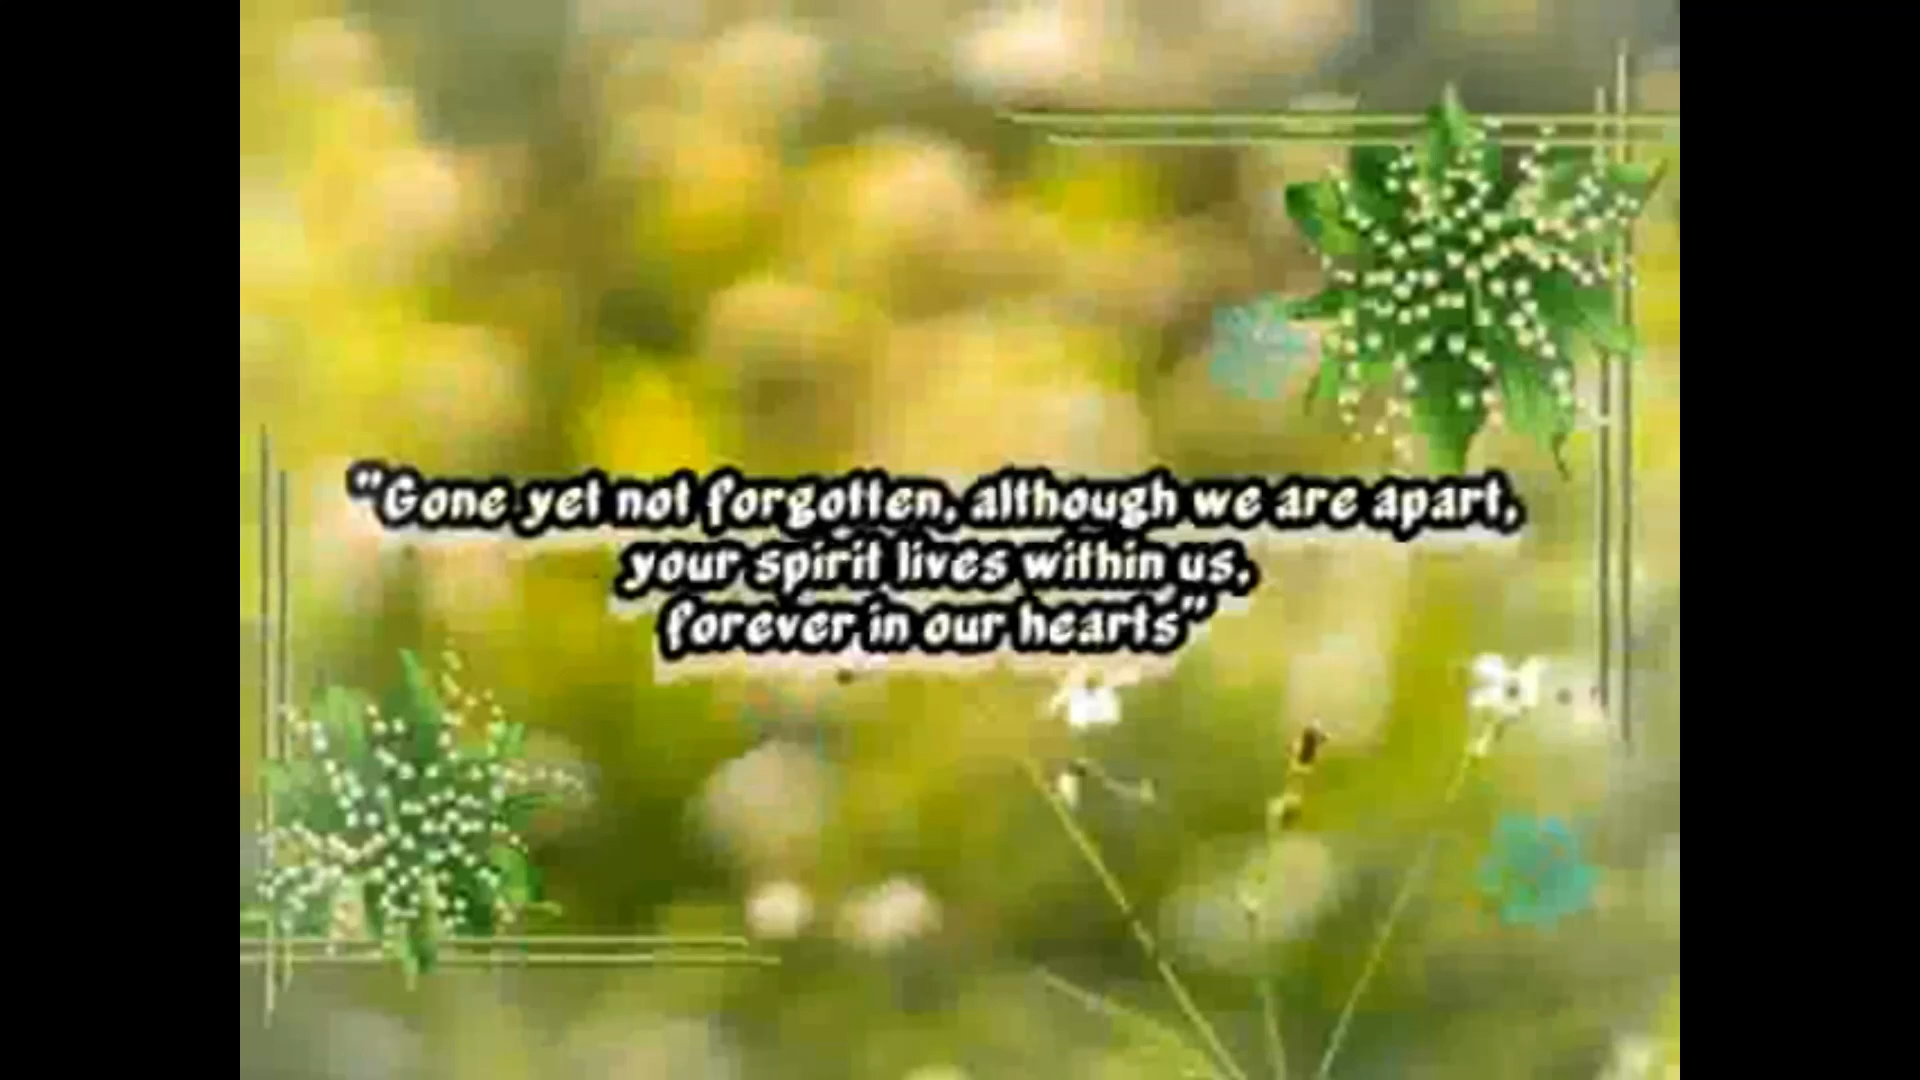 "Gone yet not forgotten, although we are apart,
your spirit lives within us,
forever in our hearts"